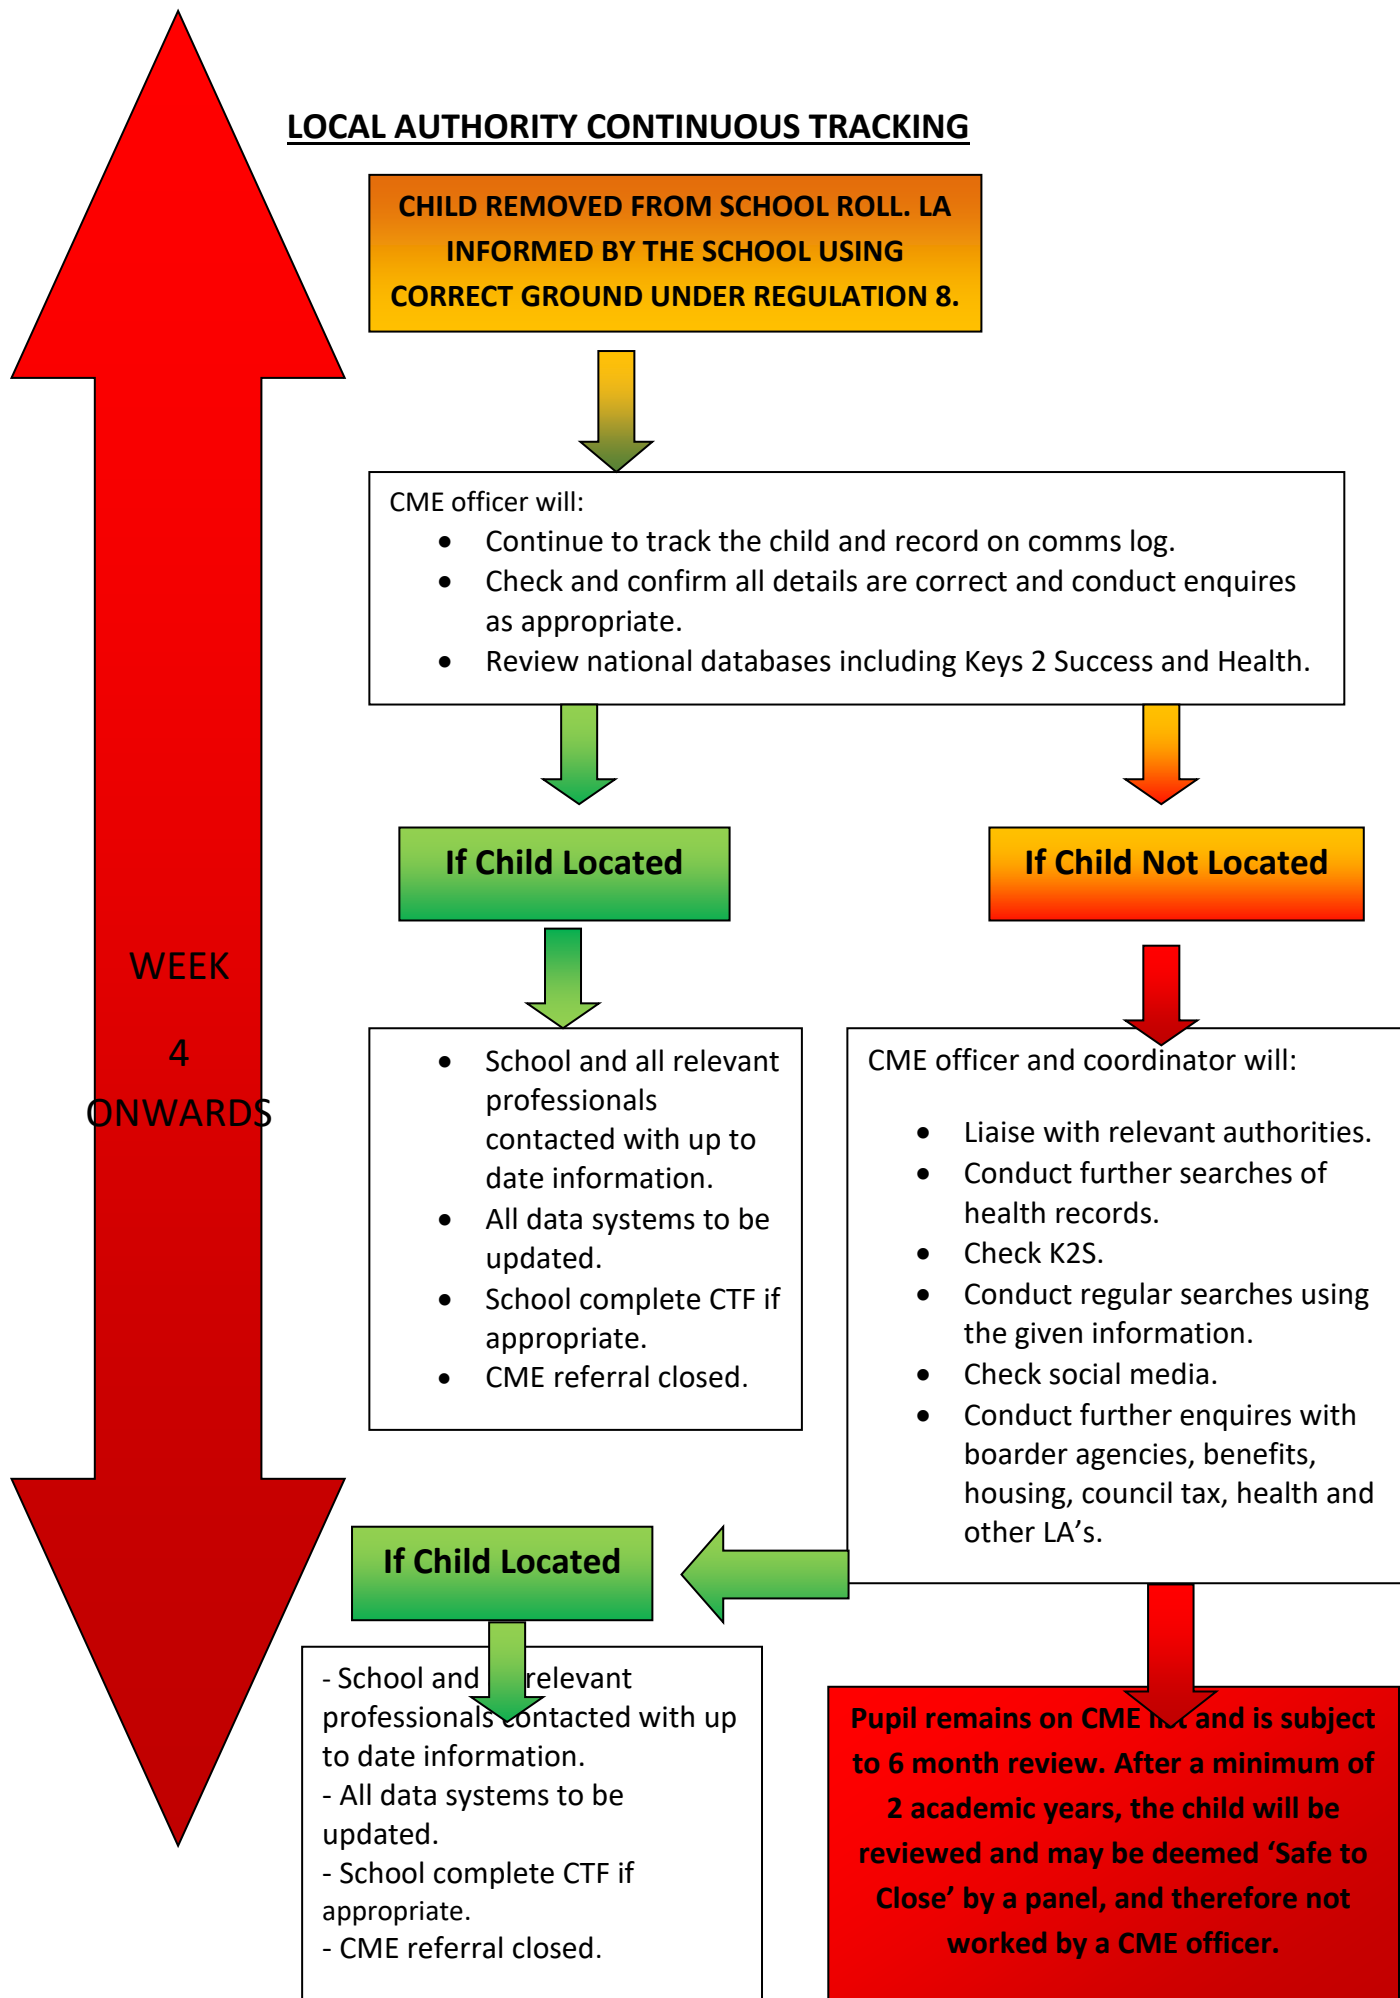 LOCAL AUTHORITY CONTINUOUS TRACKING
CHILD REMOVED FROM SCHOOL ROLL. LA
INFORMED BY THE SCHOOL USING
CORRECT GROUND UNDER REGULATION 8.
CME officer will:
• Continue to track the child and record on comms log.
• Check and confirm all details are correct and conduct enquires
as appropriate.
• Review national databases including Keys 2 Success and Health.
If Child Located
If Child Not Located
WEEK
4
ONWARDS
• School and all relevant
professionals
contacted with up to
date information.
• All data systems to be
updated.
• School complete CTF if
appropriate.
• CME referral closed.
CME officer and coordinator will:
• Liaise with relevant authorities.
• Conduct further searches of
health records.
• Check K2S.
• Conduct regular searches using
the given information.
• Check social media.
• Conduct further enquires with
boarder agencies, benefits,
housing, council tax, health and
other LA's.
If Child Located
- School and relevant
professionals contacted with up
to date information.
- All data systems to be
updated.
- School complete CTF if
appropriate.
- CME referral closed.
Pupil remains on CME list and is subject
to 6 month review. After a minimum of
2 academic years, the child will be
reviewed and may be deemed ‘Safe to
Close’ by a panel, and therefore not
worked by a CME officer.